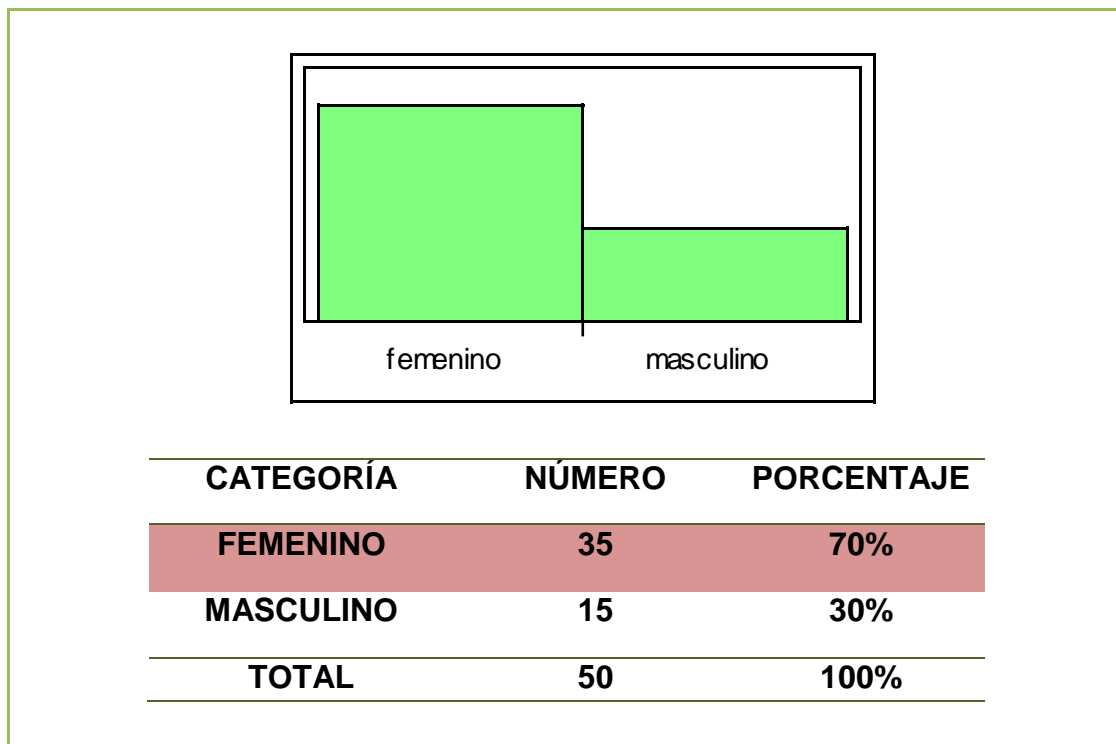 femenino masculino
CATEGORÍA NÚMERO PORCENTAJE
FEMENINO 35 70%
MASCULINO 15 30%
TOTAL 50 100%